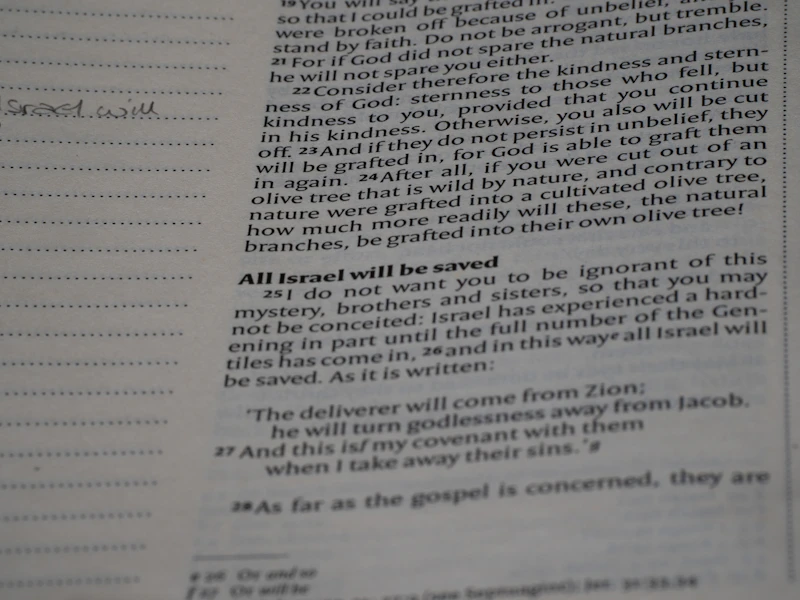 Israel will
19 You will say
so that I could be grafted in.
were broken off because of unbelief, and
stand by faith. Do not be arrogant, but tremble.
21 For if God did not spare the natural branches,
he will not spare you either.
22 Consider therefore the kindness and stern-
ness of God: sternness to those who fell, but
kindness to you, provided that you continue
in his kindness. Otherwise, you also will be cut
off. 23 And if they do not persist in unbelief, they
will be grafted in, for God is able to graft them
in again. 24 After all, if you were cut out of an
olive tree that is wild by nature, and contrary to
nature were grafted into a cultivated olive tree,
how much more readily will these, the natural
branches, be grafted into their own olive tree!
All Israel will be saved
25 I do not want you to be ignorant of this
mystery, brothers and sisters, so that you may
not be conceited: Israel has experienced a hard-
ening in part until the full number of the Gen-
tiles has come in, 26 and in this way e all Israel will
be saved. As it is written:
'The deliverer will come from Zion;
he will turn godlessness away from Jacob.
27 And this is f my covenant with them
when I take away their sins.' g
28 As far as the gospel is concerned, they are
e 26 Or and so
f 27 Or will be